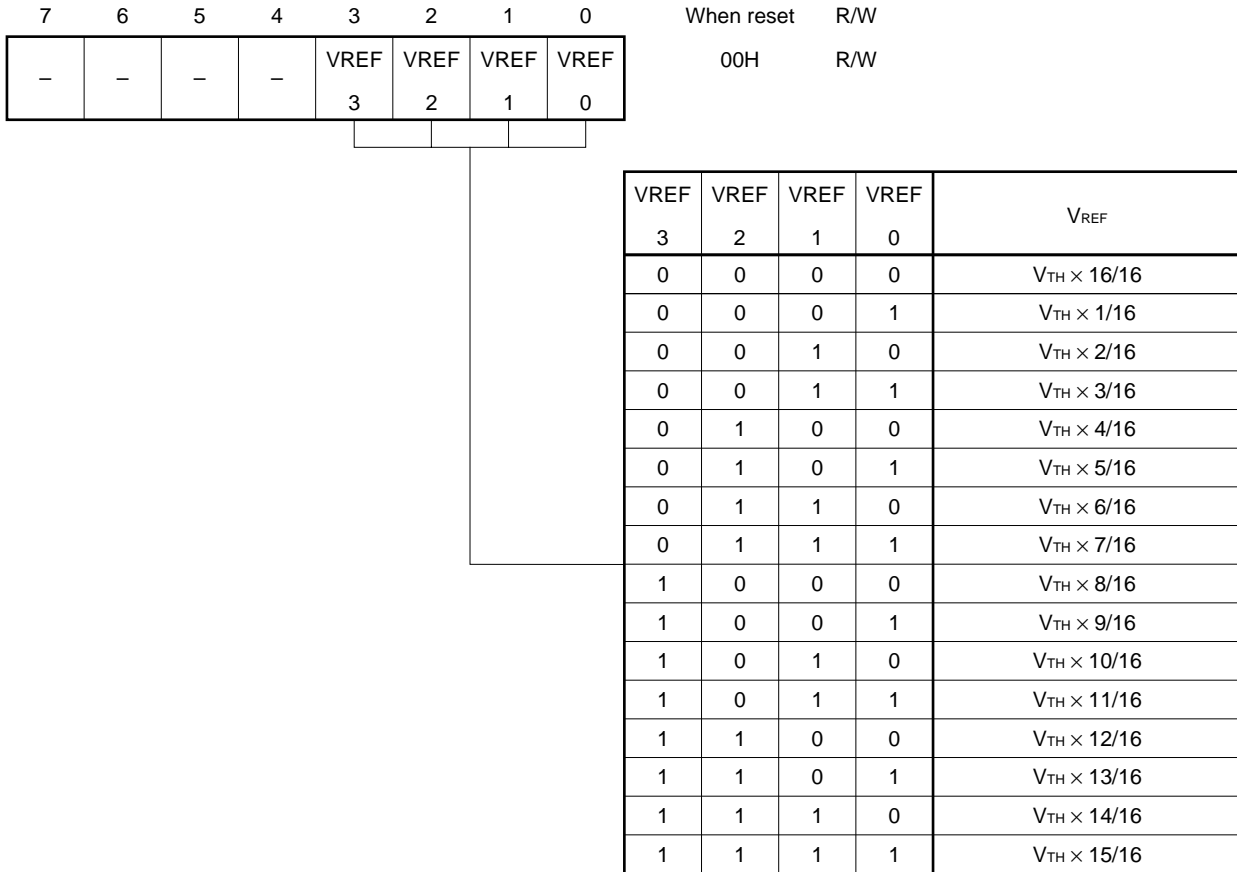 7 6 5 4 3 2 1 0 When reset R/W
– – – – VREF VREF VREF VREF 00H R/W
3 2 1 0
VREF VREF VREF VREF VREF
3 2 1 0
0 0 0 0 VTH × 16/16
0 0 0 1 VTH × 1/16
0 0 1 0 VTH × 2/16
0 0 1 1 VTH × 3/16
0 1 0 0 VTH × 4/16
0 1 0 1 VTH × 5/16
0 1 1 0 VTH × 6/16
0 1 1 1 VTH × 7/16
1 0 0 0 VTH × 8/16
1 0 0 1 VTH × 9/16
1 0 1 0 VTH × 10/16
1 0 1 1 VTH × 11/16
1 1 0 0 VTH × 12/16
1 1 0 1 VTH × 13/16
1 1 1 0 VTH × 14/16
1 1 1 1 VTH × 15/16